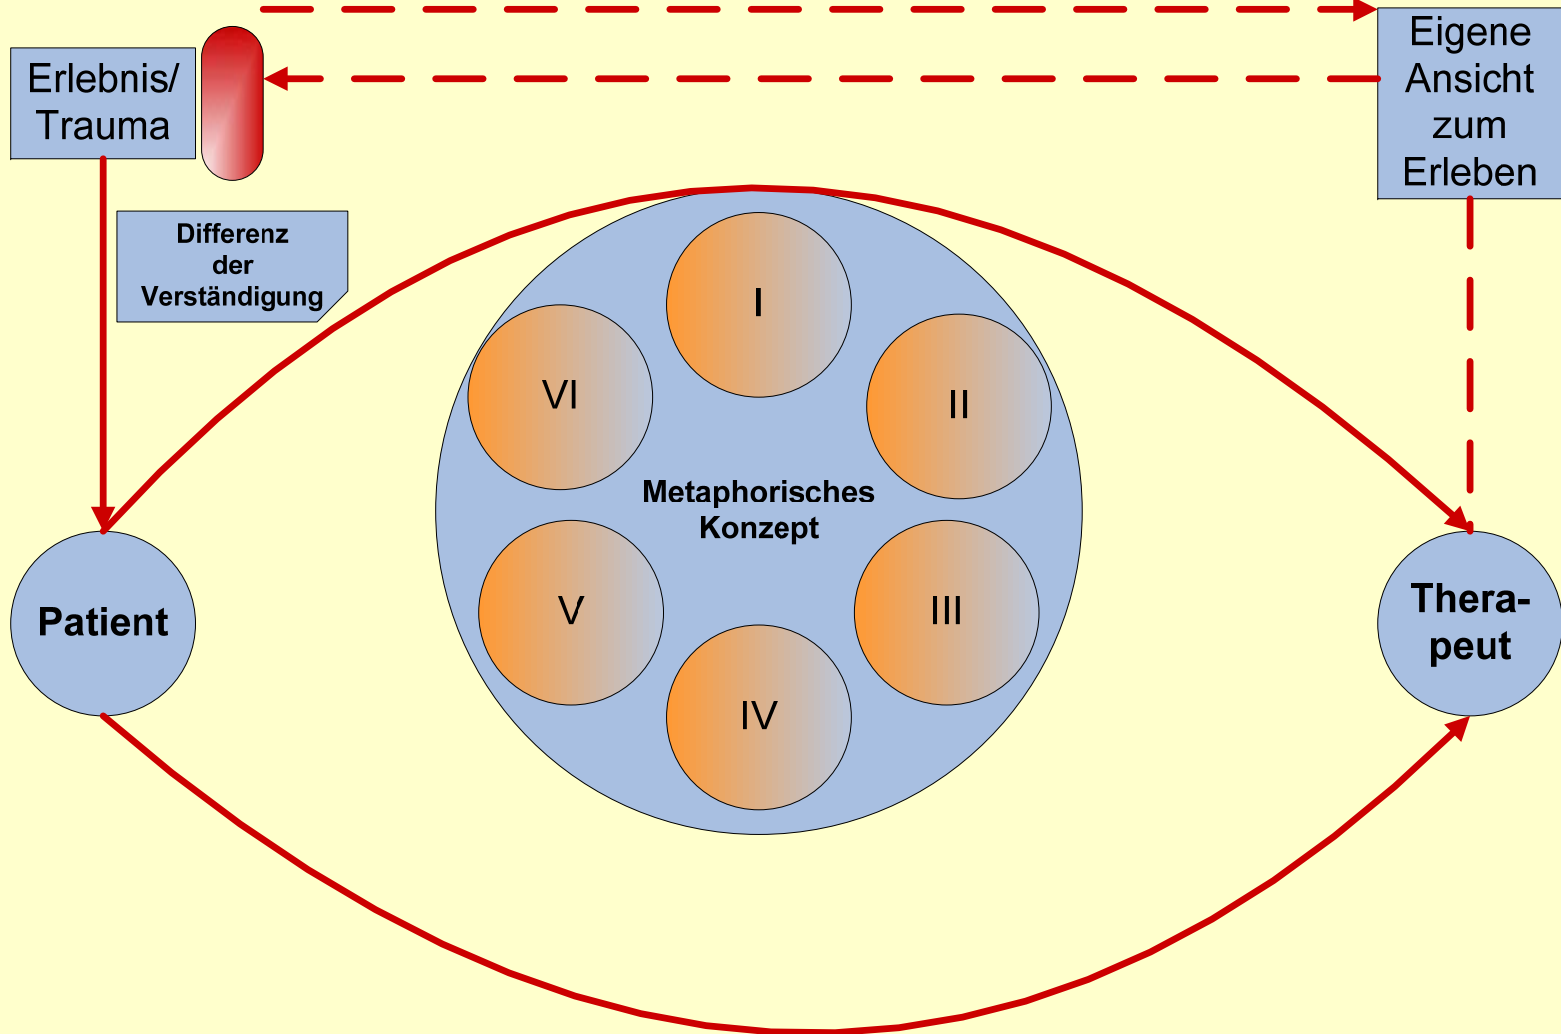 Erlebnis/
Trauma
Eigene
Ansicht
zum
Erleben
Differenz
der
Verständigung
I
VI
II
Metaphorisches
Konzept
V
III
IV
Patient
Thera-
peut